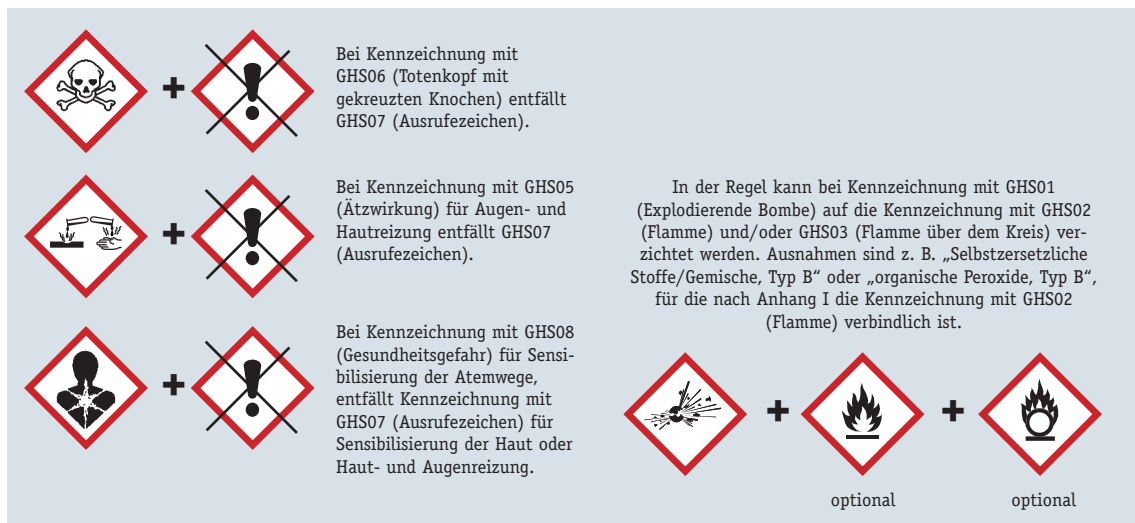 Bei Kennzeichnung mit
GHS06 (Totenkopf mit
gekreuzten Knochen) entfällt
GHS07 (Ausrufezeichen).
Bei Kennzeichnung mit GHS05
(Ätzwirkung) für Augen- und
Hautreizung entfällt GHS07
(Ausrufezeichen).
Bei Kennzeichnung mit GHS08
(Gesundheitsgefahr) für Sensi-
bilisierung der Atemwege,
entfällt Kennzeichnung mit
GHS07 (Ausrufezeichen) für
Sensibilisierung der Haut oder
Haut- und Augenreizung.
In der Regel kann bei Kennzeichnung mit GHS01
(Explodierende Bombe) auf die Kennzeichnung mit GHS02
(Flamme) und/oder GHS03 (Flamme über dem Kreis) ver-
zichtet werden. Ausnahmen sind z. B. „Selbstzersetzliche
Stoffe/Gemische, Typ B“ oder „organische Peroxide, Typ B“,
für die nach Anhang I die Kennzeichnung mit GHS02
(Flamme) verbindlich ist.
optional
optional